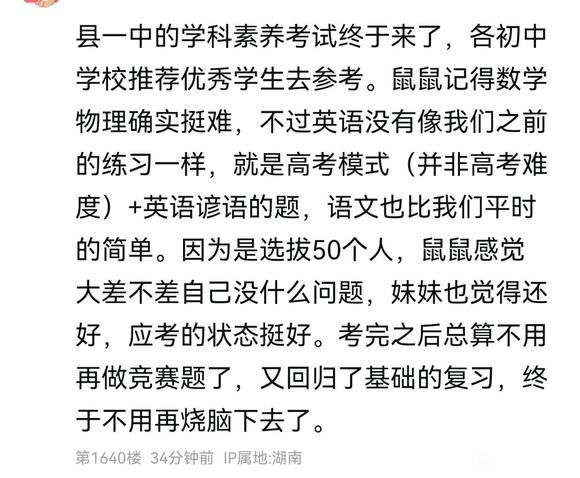 县一中的学科素养考试终于来了，各初中
学校推荐优秀学生去参考。鼠鼠记得数学
物理确实挺难，不过英语没有像我们之前
的练习一样，就是高考模式（并非高考难
度）+英语谚语的题，语文也比我们平时
的简单。因为是选拔50个人，鼠鼠感觉
大差不差自己没什么问题，妹妹也觉得还
好，应考的状态挺好。考完之后总算不用
再做竞赛题了，又回归了基础的复习，终
于不用再烧脑下去了。
第1640楼 34分钟前 IP属地:湖南